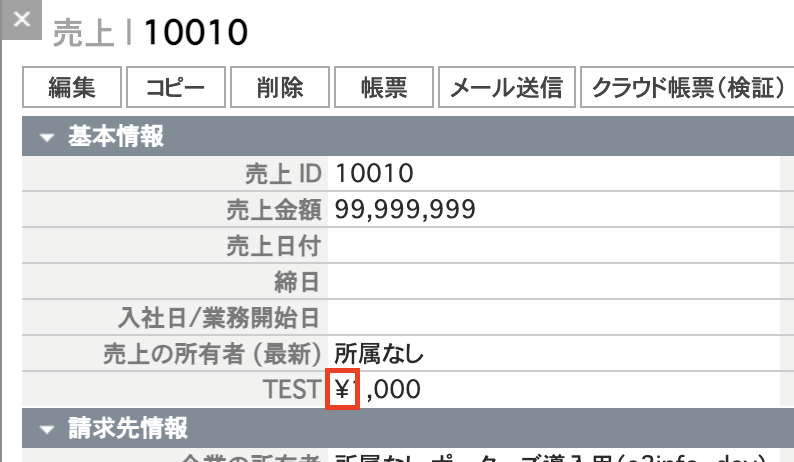 ×
売上 | 10010
編集 コピー 削除 帳票 メール送信 クラウド帳票(検証)
▼ 基本情報
売上 ID 10010
売上金額 99,999,999
売上日付
締日
入社日/業務開始日
売上の所有者 (最新) 所属なし
TEST ¥1,000
▼ 請求先情報